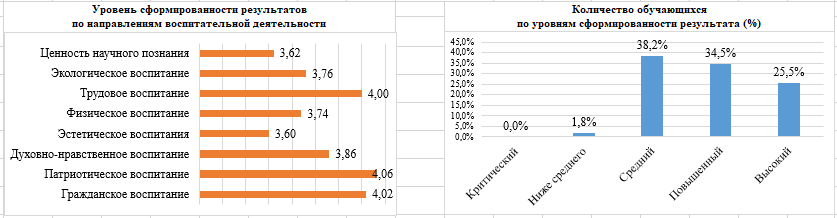 Уровень сформированности результатов
по направлениям воспитательной деятельности
Ценность научного познания 3,62
Экологическое воспитание 3,76
Трудовое воспитание 4,00
Физическое воспитание 3,74
Эстетическое воспитания 3,60
Духовно-нравственное воспитание 3,86
Патриотическое воспитание 4,06
Гражданское воспитание 4,02
Количество обучающихся
по уровням сформированности результата (%)
45,0%
40,0%
35,0%
30,0%
25,0%
20,0%
15,0%
10,0%
5,0%
0,0%
0,0% 1,8% 38,2% 34,5% 25,5%
Критический Ниже среднего Средний Повышенный Высокий